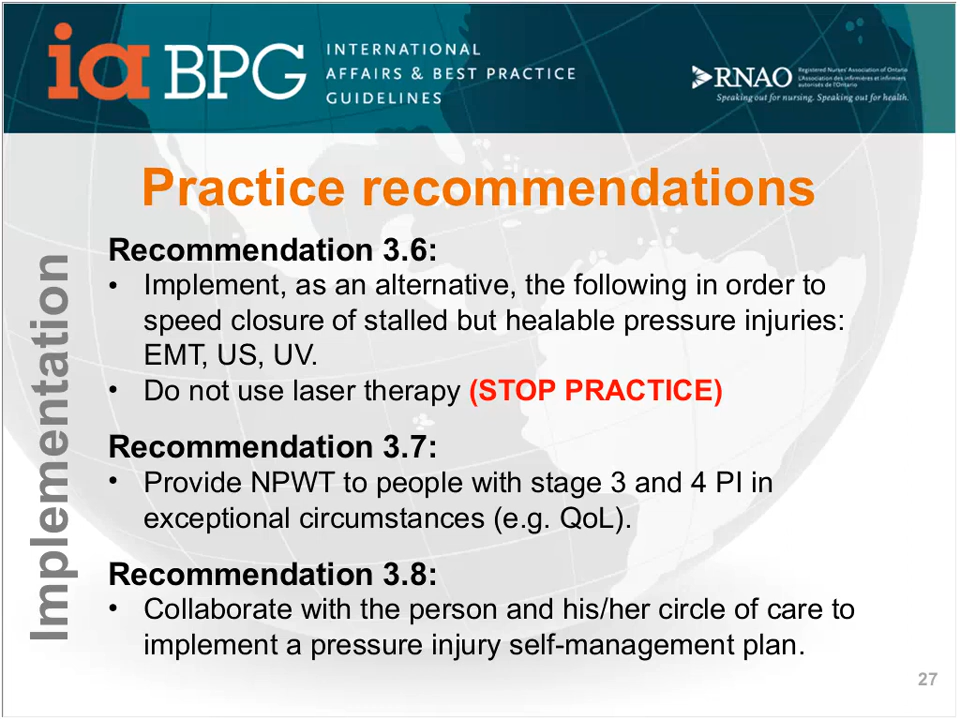 ia BPG
INTERNATIONAL
AFFAIRS & BEST PRACTICE
GUIDELINES
RNAO
Registered Nurses' Association of Ontario
L'Association des infirmières et infirmiers
autorisés de l'Ontario
Speaking out for nursing. Speaking out for health.
Practice recommendations
Implementation
Recommendation 3.6:
• Implement, as an alternative, the following in order to
speed closure of stalled but healable pressure injuries:
EMT, US, UV.
• Do not use laser therapy (STOP PRACTICE)
Recommendation 3.7:
• Provide NPWT to people with stage 3 and 4 PI in
exceptional circumstances (e.g. QoL).
Recommendation 3.8:
• Collaborate with the person and his/her circle of care to
implement a pressure injury self-management plan.
27